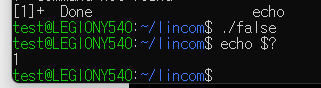 [1]+  Done                    echo
test@LEGIONY540:~/lincom$ ./false
test@LEGIONY540:~/lincom$ echo $?
1
test@LEGIONY540:~/lincom$